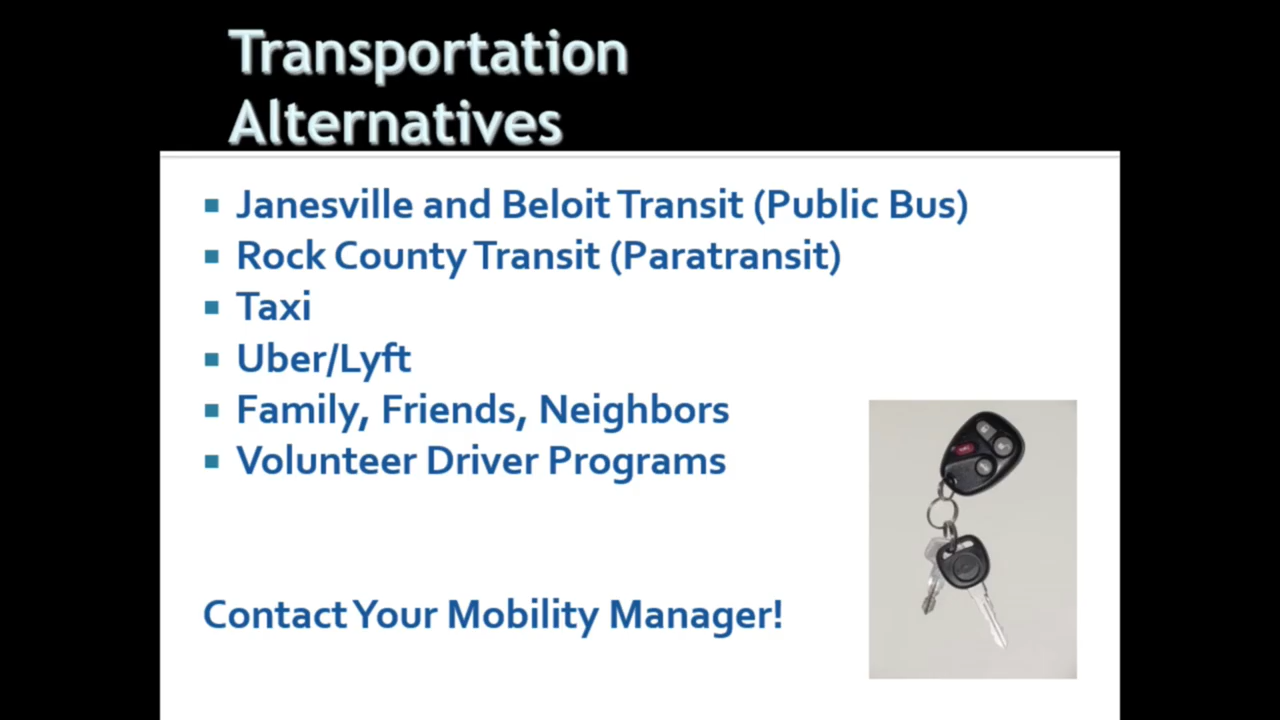 Transportation
Alternatives
Janesville and Beloit Transit (Public Bus)
Rock County Transit (Paratransit)
Taxi
Uber/Lyft
Family, Friends, Neighbors
Volunteer Driver Programs
Contact Your Mobility Manager!